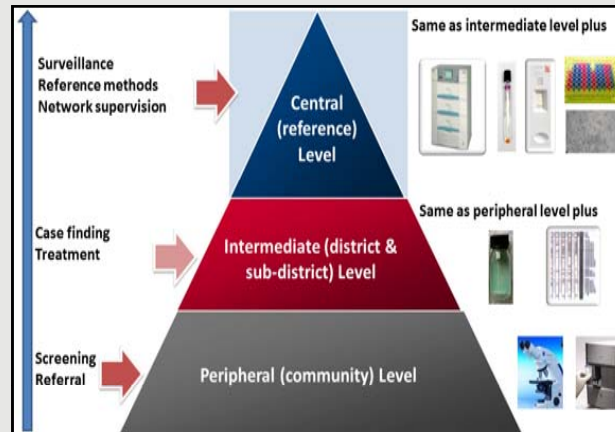 Same as intermediate level plus
Surveillance
Reference methods
Network supervision
Central
(reference)
Level
Same as peripheral level plus
Case finding
Treatment
Intermediate (district &
sub-district) Level
Screening
Referral
Peripheral (community) Level